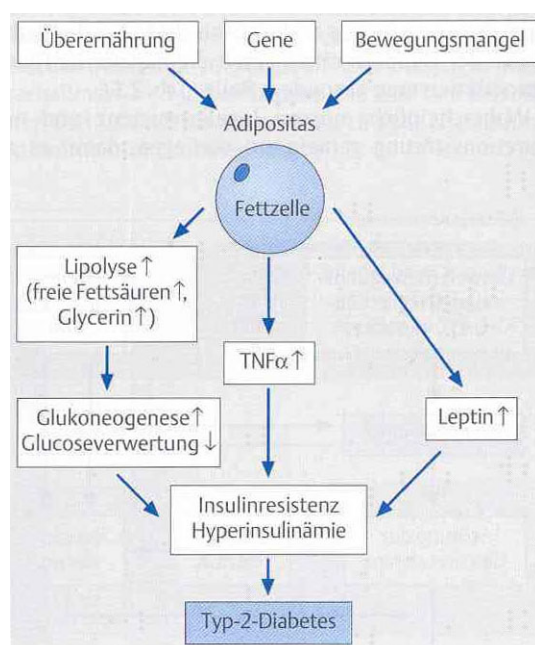 Überernährung
Gene
Bewegungsmangel
Adipositas
Fettzelle
Lipolyse↑
(freie Fettsäuren↑,
Glycerin↑)
TNFα↑
Glukoneogenese↑
Glucoseverwertung↓
Leptin↑
Insulinresistenz
Hyperinsulinämie
Typ-2-Diabetes